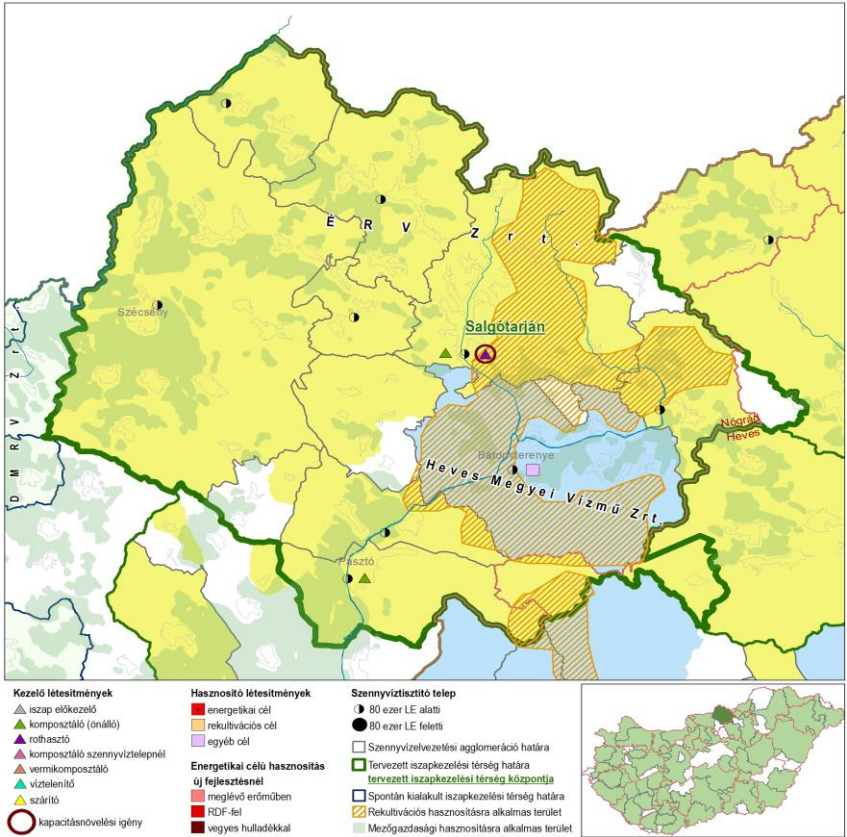 É R V Z r t .
Szécsény
Salgótarján
D M R V Z r t .
Nógrád
Heves
Bátonyterenye
Heves Megyei Vízmű Zrt.
Pásztó
Kezelő létesítmények
iszap előkezelő
komposztáló (önálló)
rothasztó
komposztáló szennyvíztelepnél
vermikomposztáló
víztelenítő
szárító
kapacitásnövelési igény
Hasznosító létesítmények
energetikai cél
rekultivációs cél
egyéb cél
Energetikai célú hasznosítás
új fejlesztésnél
meglévő erőműben
RDF-fel
vegyes hulladékkal
Szennyvíztisztító telep
80 ezer LE alatti
80 ezer LE feletti
Szennyvízelvezetési agglomeráció határa
Tervezett iszapkezelési térség határa
tervezett iszapkezelési térség központja
Spontán kialakult iszapkezelési térség határa
Rekultivációs hasznosításra alkalmas terület
Mezőgazdasági hasznosításra alkalmas terület